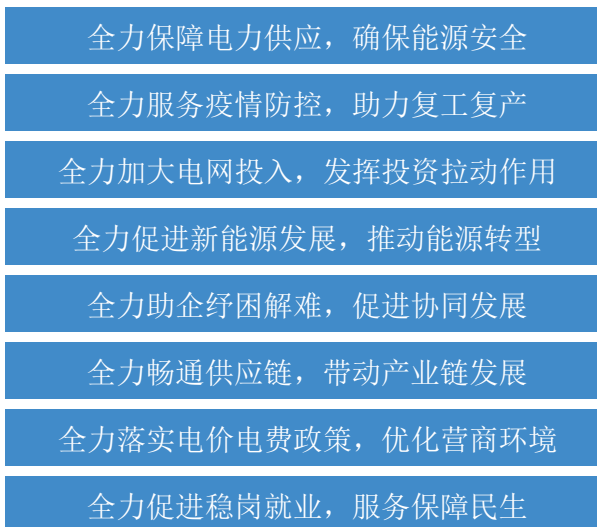 全力保障电力供应，确保能源安全
全力服务疫情防控，助力复工复产
全力加大电网投入，发挥投资拉动作用
全力促进新能源发展，推动能源转型
全力助企纾困解难，促进协同发展
全力畅通供应链，带动产业链发展
全力落实电价电费政策，优化营商环境
全力促进稳岗就业，服务保障民生